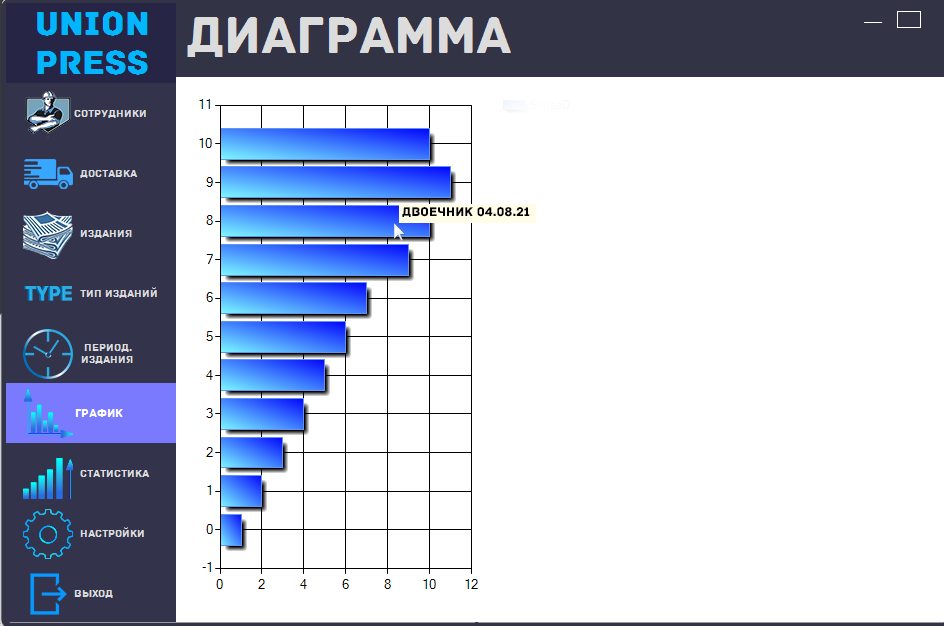 UNION
PRESS
ДИАГРАММА
СОТРУДНИКИ
ДОСТАВКА
ИЗДАНИЯ
TYPE ТИП ИЗДАНИЙ
ПЕРИОД.
ИЗДАНИЯ
ГРАФИК
СТАТИСТИКА
НАСТРОЙКИ
ВЫХОД
11
10
9
8
ДВОЕЧНИК 04.08.21
7
6
5
4
3
2
1
0
-1
0 2 4 6 8 10 12